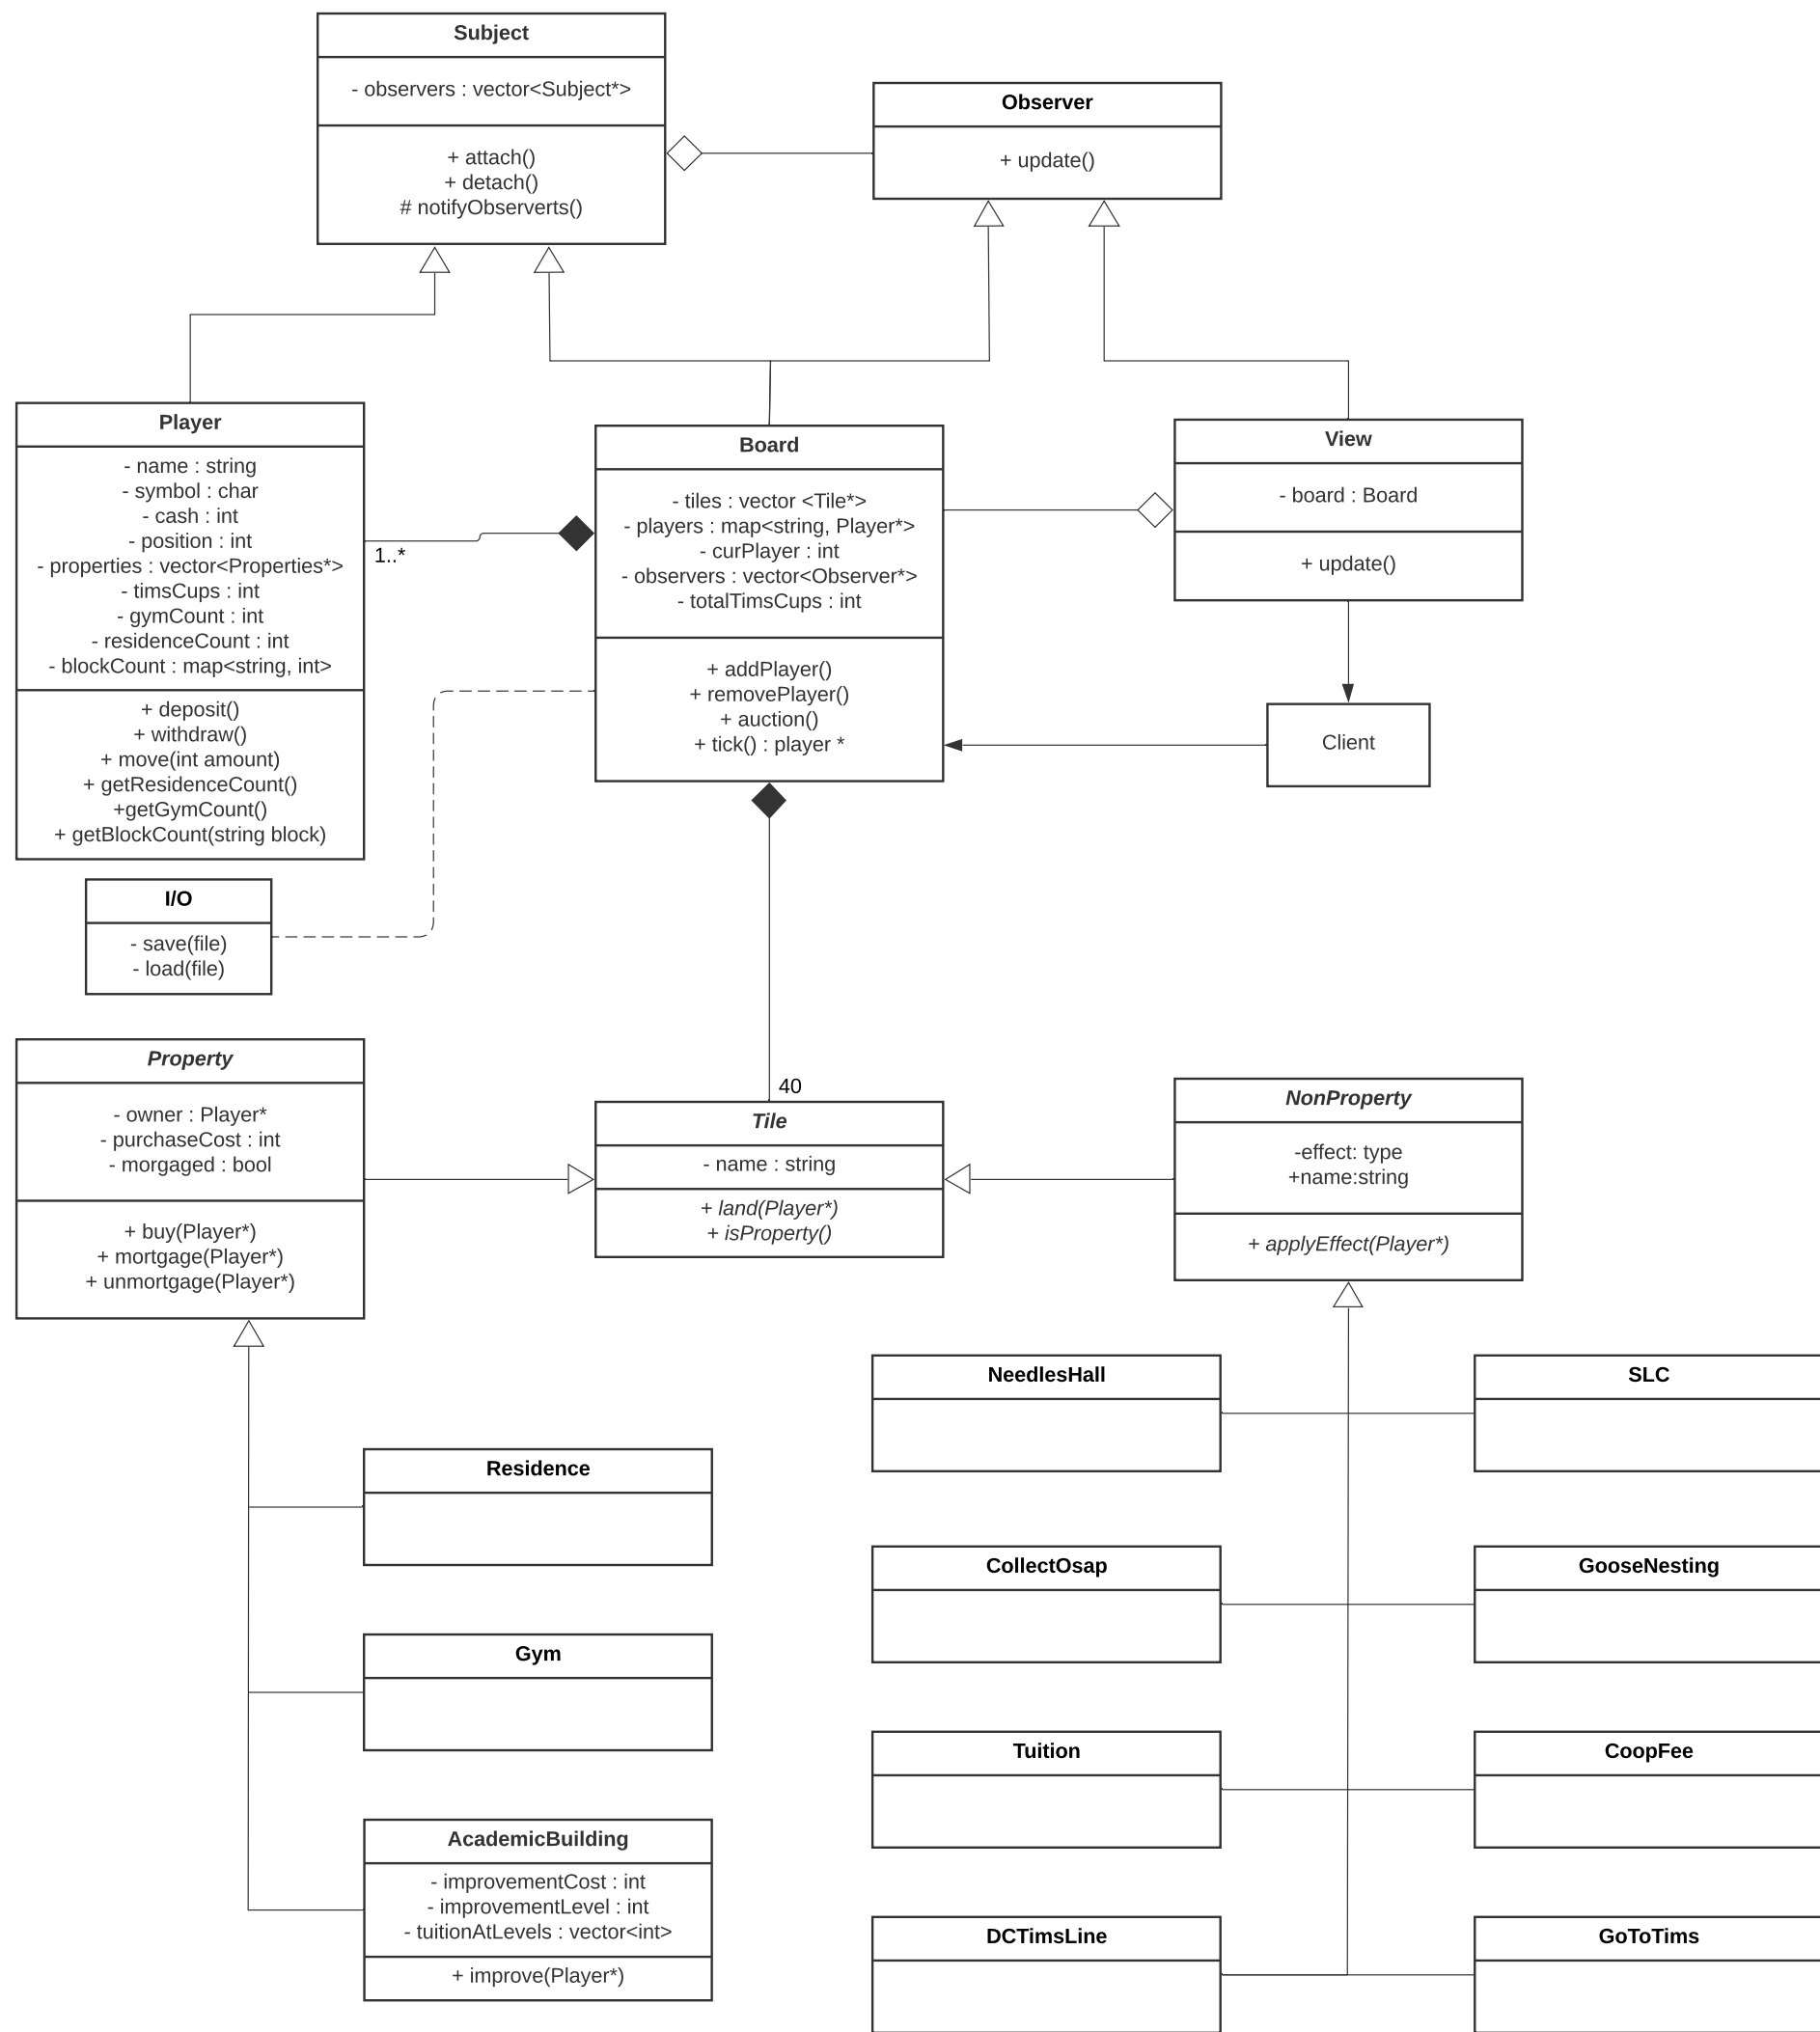 Subject
- observers : vector<Subject*>
+ attach()
+ detach()
# notifyObserverts()
Observer
+ update()
Player
- name : string
- symbol : char
- cash : int
- position : int
- properties : vector<Properties*>
- timsCups : int
- gymCount : int
- residenceCount : int
- blockCount : map<string, int>
+ deposit()
+ withdraw()
+ move(int amount)
+ getResidenceCount()
+getGymCount()
+ getBlockCount(string block)
1..*
Board
- tiles : vector <Tile*>
- players : map<string, Player*>
- curPlayer : int
- observers : vector<Observer*>
- totalTimsCups : int
+ addPlayer()
+ removePlayer()
+ auction()
+ tick() : player *
View
- board : Board
+ update()
Client
I/O
- save(file)
- load(file)
Property
- owner : Player*
- purchaseCost : int
- morgaged : bool
+ buy(Player*)
+ mortgage(Player*)
+ unmortgage(Player*)
40
Tile
- name : string
+ land(Player*)
+ isProperty()
NonProperty
-effect: type
+name:string
+ applyEffect(Player*)
Residence
Gym
AcademicBuilding
- improvementCost : int
- improvementLevel : int
- tuitionAtLevels : vector<int>
+ improve(Player*)
NeedlesHall
SLC
CollectOsap
GooseNesting
Tuition
CoopFee
DCTimsLine
GoToTims